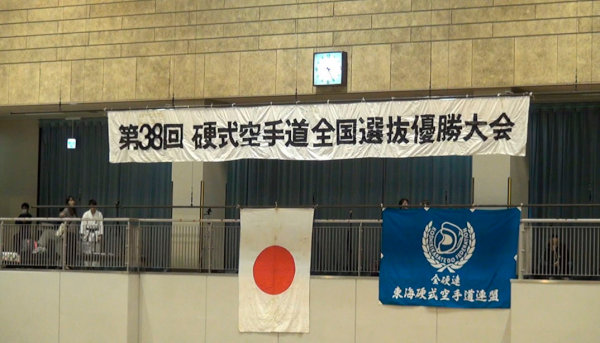 第38回 硬式空手道全国選抜優勝大会
全硬連
東海硬式空手道連盟